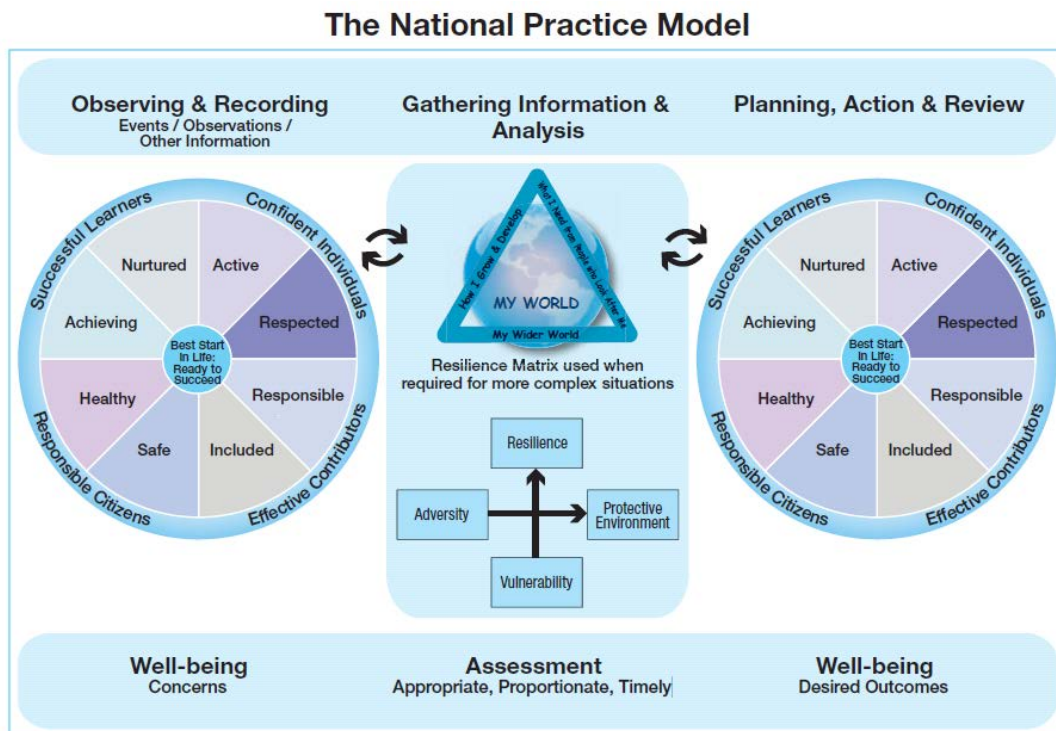 The National Practice Model
Observing & Recording
Events / Observations /
Other Information
Gathering Information &
Analysis
Planning, Action & Review
Successful Learners
Confident Individuals
Nurtured
Active
Achieving
Respected
Best Start
In Life:
Ready to
Succeed
Healthy
Responsible
Safe
Included
Responsible Citizens
Effective Contributors
How I Grow & Develop
What I Need from People who Look After Me
MY WORLD
My Wider World
Resilience Matrix used when
required for more complex situations
Resilience
Adversity
Protective
Environment
Vulnerability
Successful Learners
Confident Individuals
Nurtured
Active
Achieving
Respected
Best Start
In Life:
Ready to
Succeed
Healthy
Responsible
Safe
Included
Responsible Citizens
Effective Contributors
Well-being
Concerns
Assessment
Appropriate, Proportionate, Timely
Well-being
Desired Outcomes